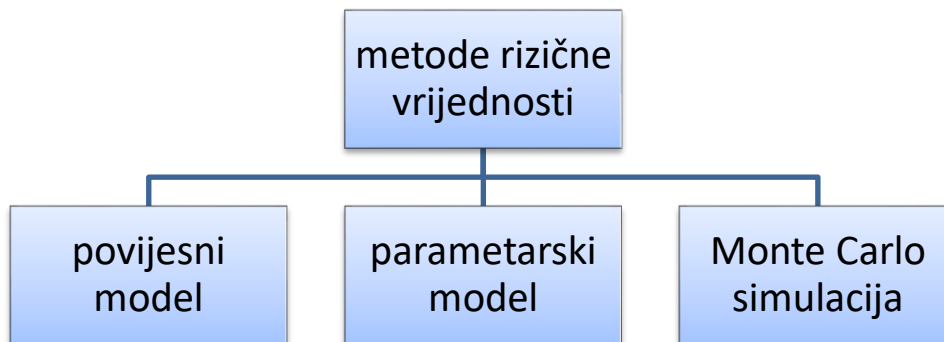 metode rizične
vrijednosti
povijesni
model
parametarski
model
Monte Carlo
simulacija